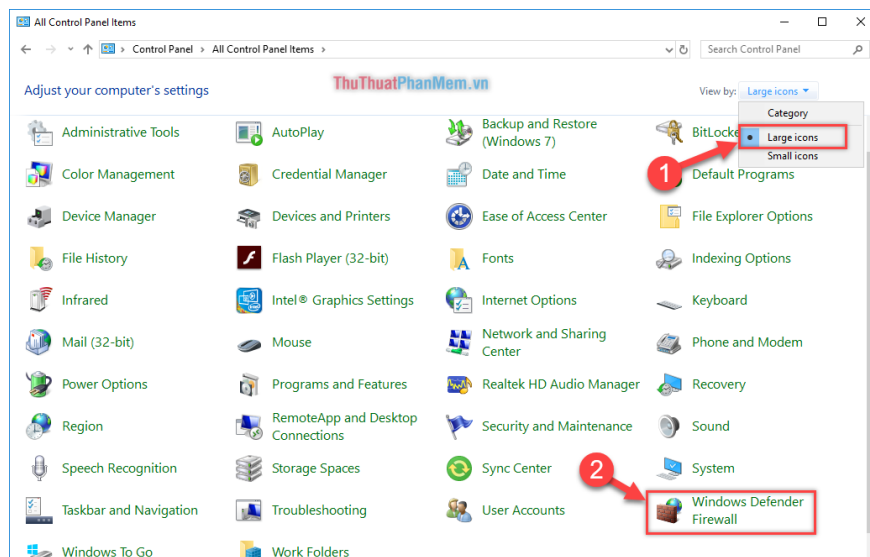 All Control Panel Items
Control Panel > All Control Panel Items >
Search Control Panel
Adjust your computer's settings
ThuThuatPhanMem.vn
View by: Large icons
Category
Large icons
Small icons
1
Administrative Tools
AutoPlay
Backup and Restore
(Windows 7)
Color Management
Credential Manager
Date and Time
Default Programs
Device Manager
Devices and Printers
Ease of Access Center
File Explorer Options
File History
Flash Player (32-bit)
Fonts
Indexing Options
Infrared
Intel® Graphics Settings
Internet Options
Keyboard
Mail (32-bit)
Mouse
Network and Sharing
Center
Phone and Modem
Power Options
Programs and Features
Realtek HD Audio Manager
Recovery
Region
RemoteApp and Desktop
Connections
Security and Maintenance
Sound
Speech Recognition
Storage Spaces
Sync Center
2
System
Taskbar and Navigation
Troubleshooting
User Accounts
Windows Defender
Firewall
Windows To Go
Work Folders